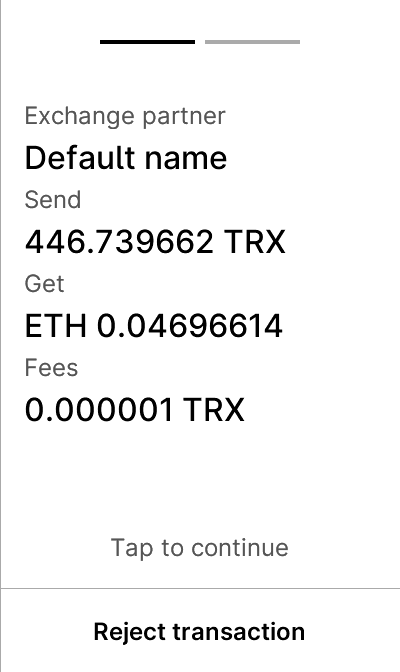 Exchange partner
Default name
Send
446.739662 TRX
Get
ETH 0.04696614
Fees
0.000001 TRX
Tap to continue
Reject transaction